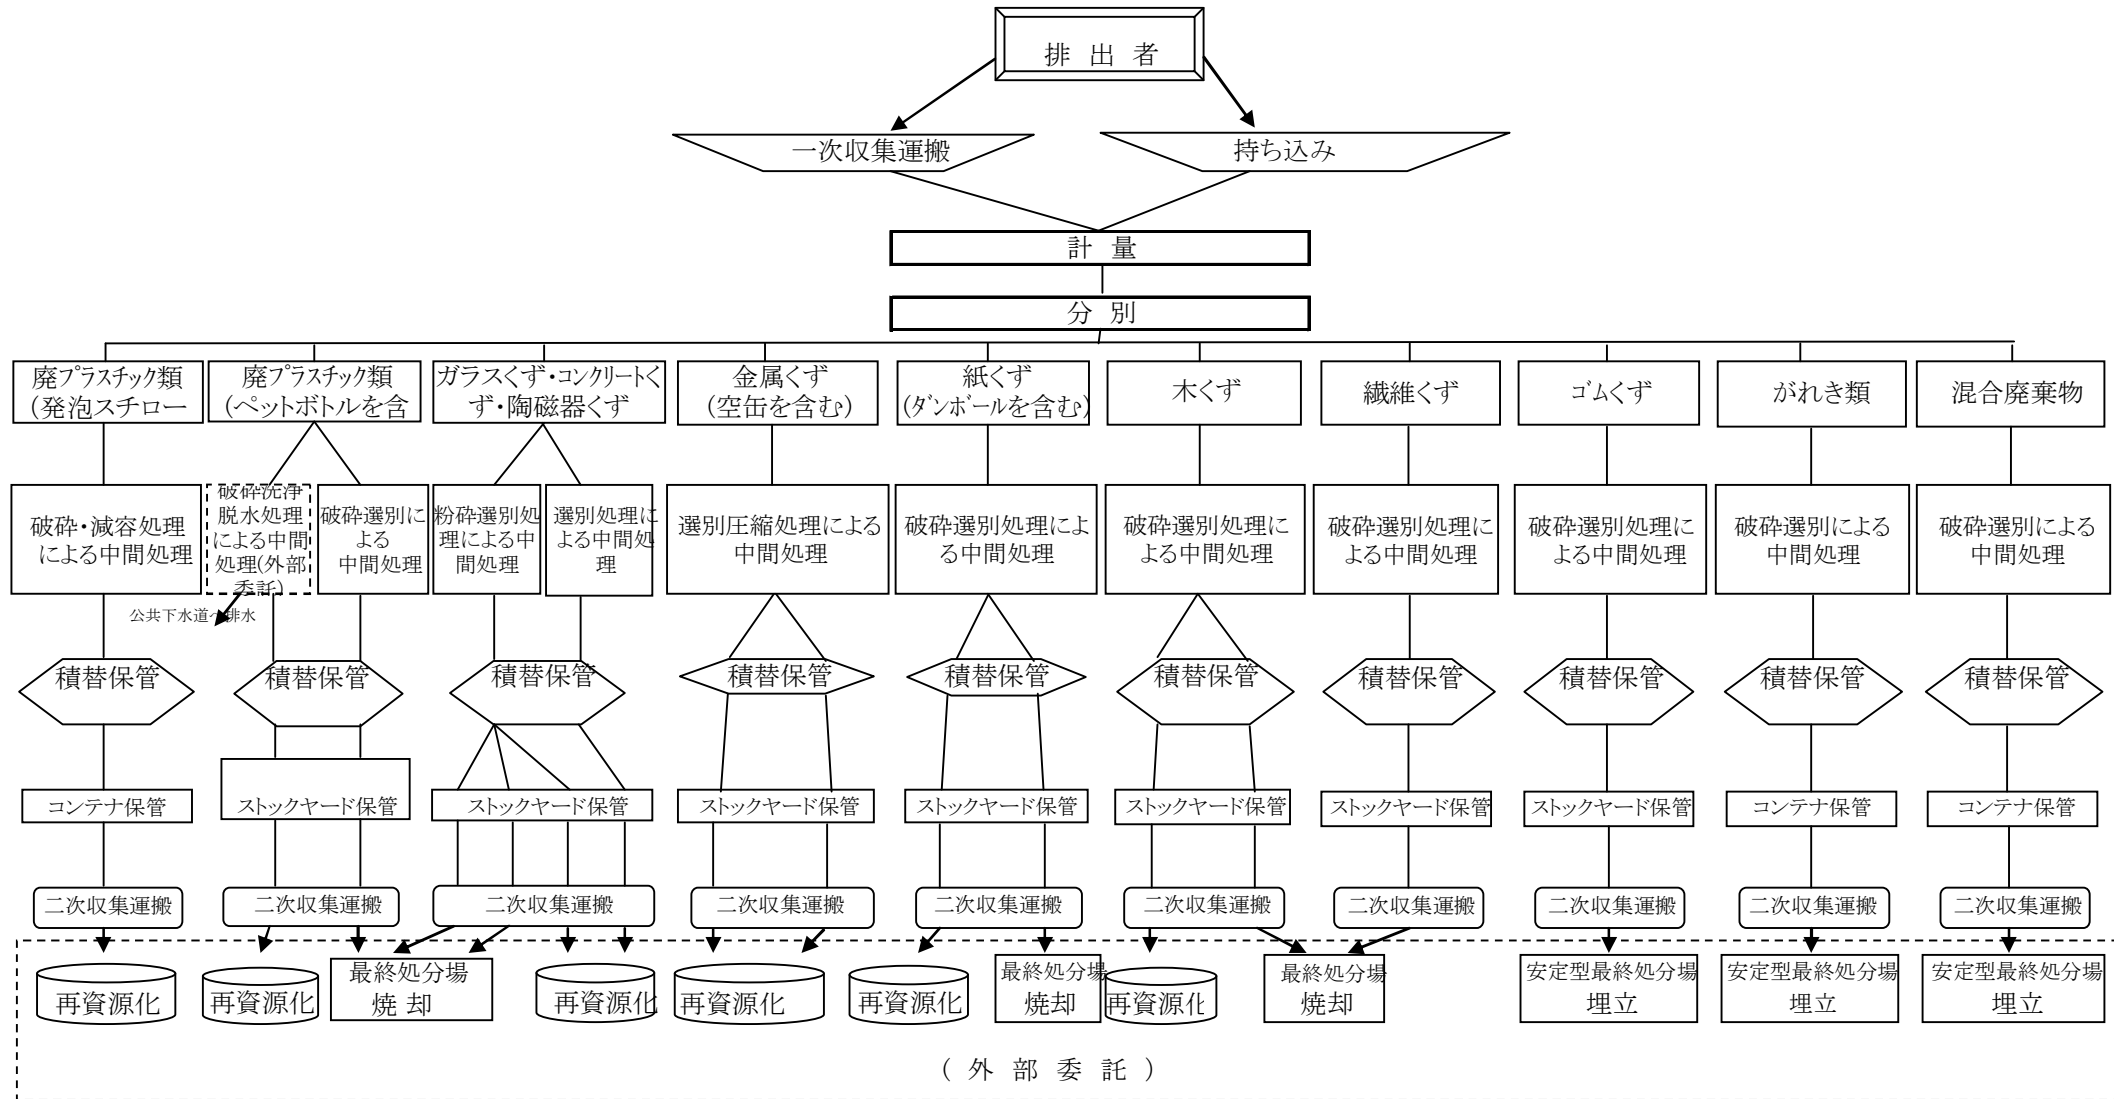 排 出 者
一次収集運搬
持ち込み
計 量
分 別
廃プラスチック類
(発泡スチロー
廃プラスチック類
(ペットボトルを含
ガラスくず・コンクリートく
ず・陶磁器くず
金属くず
(空缶を含む)
紙くず
(ダンボールを含む)
木くず
繊維くず
ゴムくず
がれき類
混合廃棄物
破砕・減容処理
による中間処理
破砕洗浄
脱水処理
による中間
処理(外部
委託)
破砕選別に
よる
中間処理
粉砕選別処
理による中
間処理
選別処理に
よる中間処
理
選別圧縮処理による
中間処理
破砕選別処理によ
る中間処理
破砕選別処理に
よる中間処理
破砕選別処理に
よる中間処理
破砕選別処理に
よる中間処理
破砕選別による
中間処理
破砕選別による
中間処理
公共下水道へ排水
積替保管
積替保管
積替保管
積替保管
積替保管
積替保管
積替保管
積替保管
積替保管
積替保管
コンテナ保管
ストックヤード保管
ストックヤード保管
ストックヤード保管
ストックヤード保管
ストックヤード保管
ストックヤード保管
ストックヤード保管
コンテナ保管
コンテナ保管
二次収集運搬
二次収集運搬
二次収集運搬
二次収集運搬
二次収集運搬
二次収集運搬
二次収集運搬
二次収集運搬
二次収集運搬
二次収集運搬
再資源化
再資源化
最終処分場
焼 却
再資源化
再資源化
再資源化
最終処分場
焼却
再資源化
最終処分場
焼却
安定型最終処分場
埋立
安定型最終処分場
埋立
安定型最終処分場
埋立
( 外 部 委 託 )